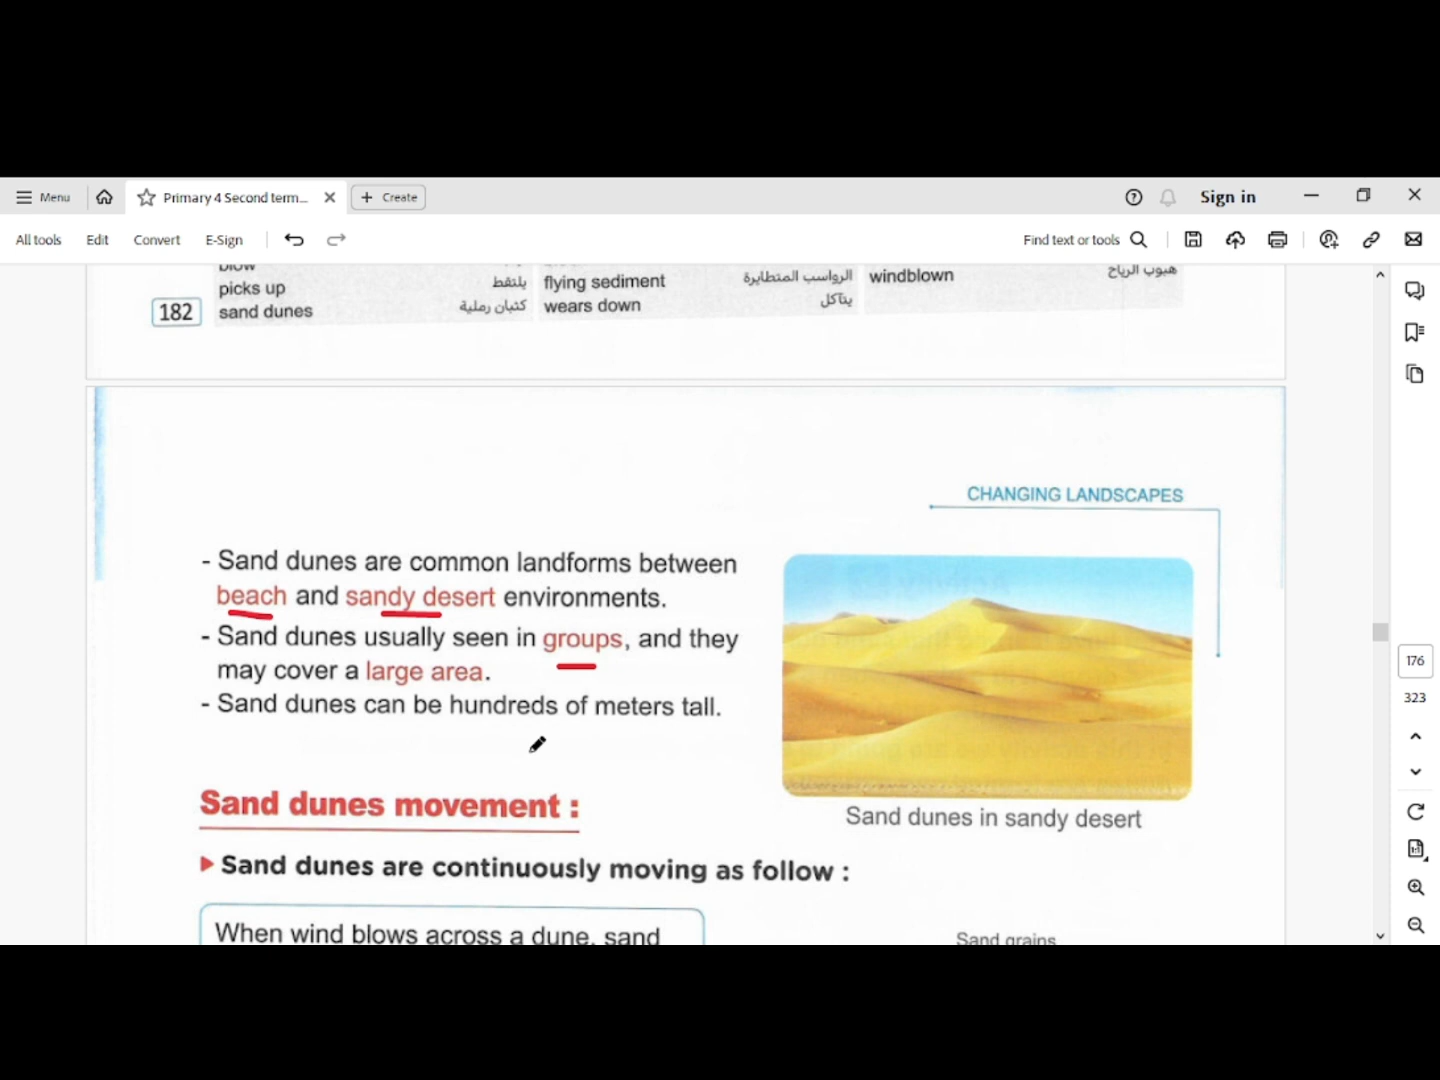 Menu
Primary 4 Second term...
Create
Sign in
All tools
Edit
Convert
E-Sign
Find text or tools
blow
picks up يلتقط
sand dunes كثبان رملية
flying sediment الرواسب المتطايرة
wears down يتآكل
windblown هبوب الرياح
182
CHANGING LANDSCAPES
- Sand dunes are common landforms between
beach and sandy desert environments.
- Sand dunes usually seen in groups, and they
may cover a large area.
- Sand dunes can be hundreds of meters tall.
Sand dunes in sandy desert
Sand dunes movement :
Sand dunes are continuously moving as follow :
When wind blows across a dune, sand
Sand grains
176
323